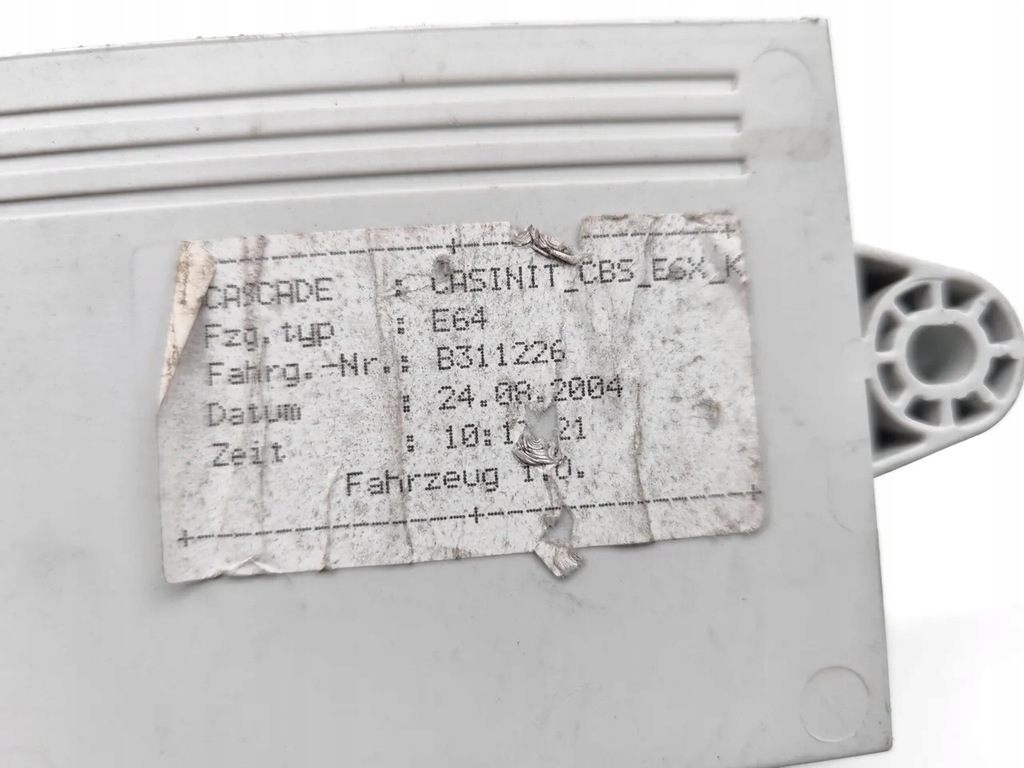 CASCADE : CASINIT_CBS_E6X_K
Fzg.typ : E64
Fahrg.-Nr.: B311226
Datum : 24.08.2004
Zeit :
Fahrzeug